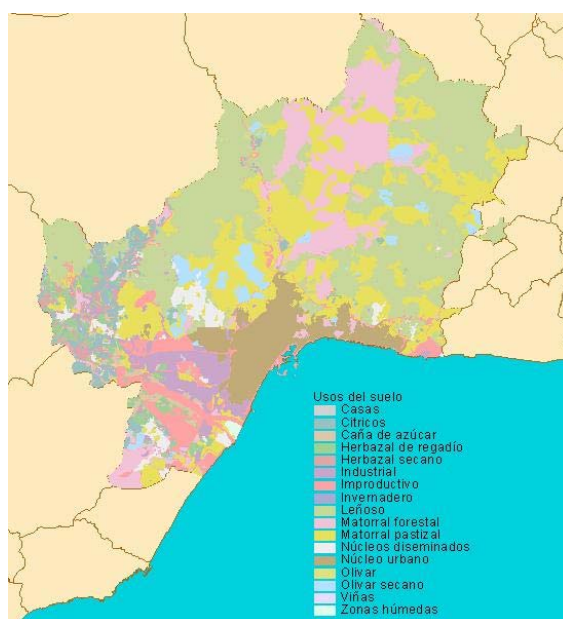 Usos del suelo
Casas
Cítricos
Caña de azúcar
Herbazal de regadío
Herbazal secano
Industrial
Improductivo
Invernadero
Leñoso
Matorral forestal
Matorral pastizal
Núcleos diseminados
Núcleo urbano
Olivar
Olivar secano
Viñas
Zonas húmedas